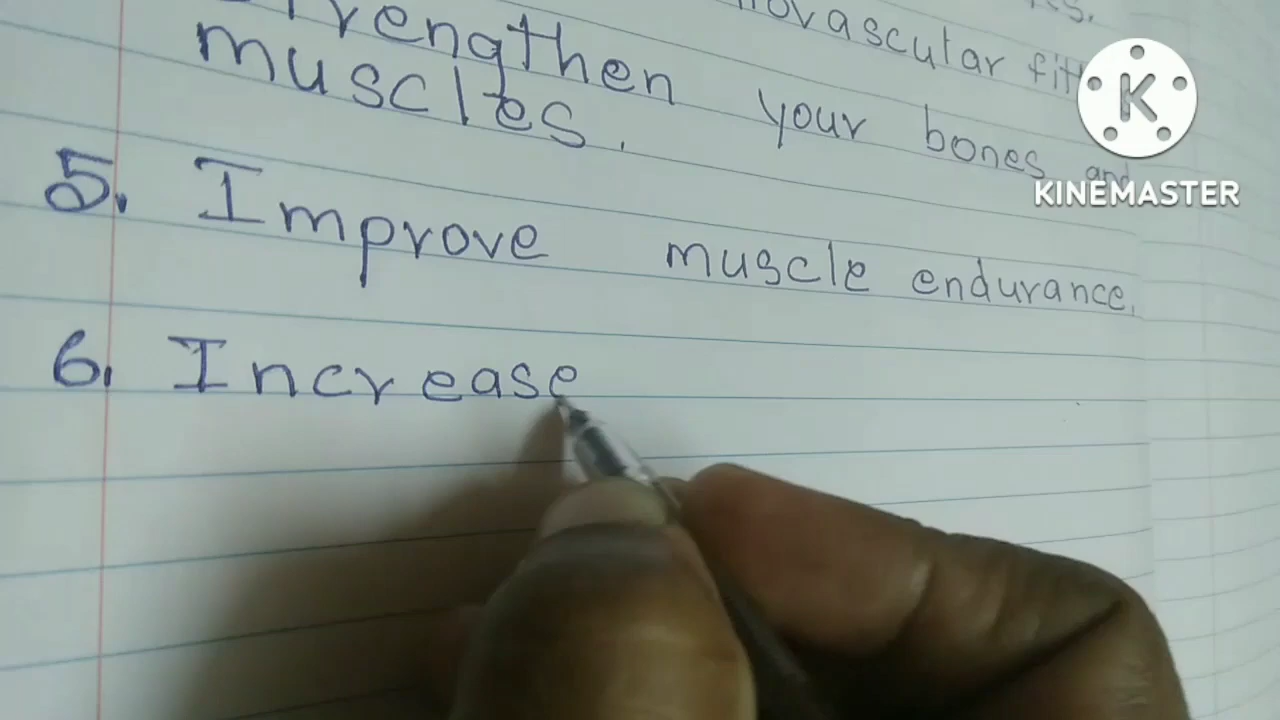 Strengthen your bones and
muscles.
5. Improve muscle endurance.
6. Increase
K
KINEMASTER